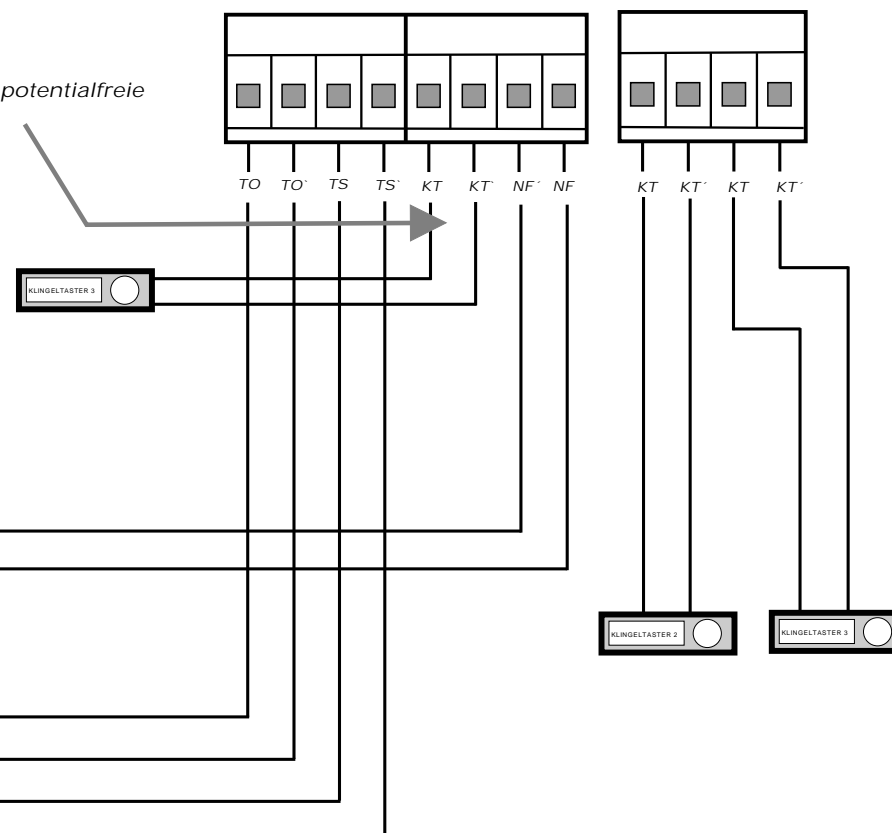 potentialfreie
TO TO` TS TS` KT KT` NF´ NF
KT KT´ KT KT´
KLINGELTASTER 3
KLINGELTASTER 2
KLINGELTASTER 3